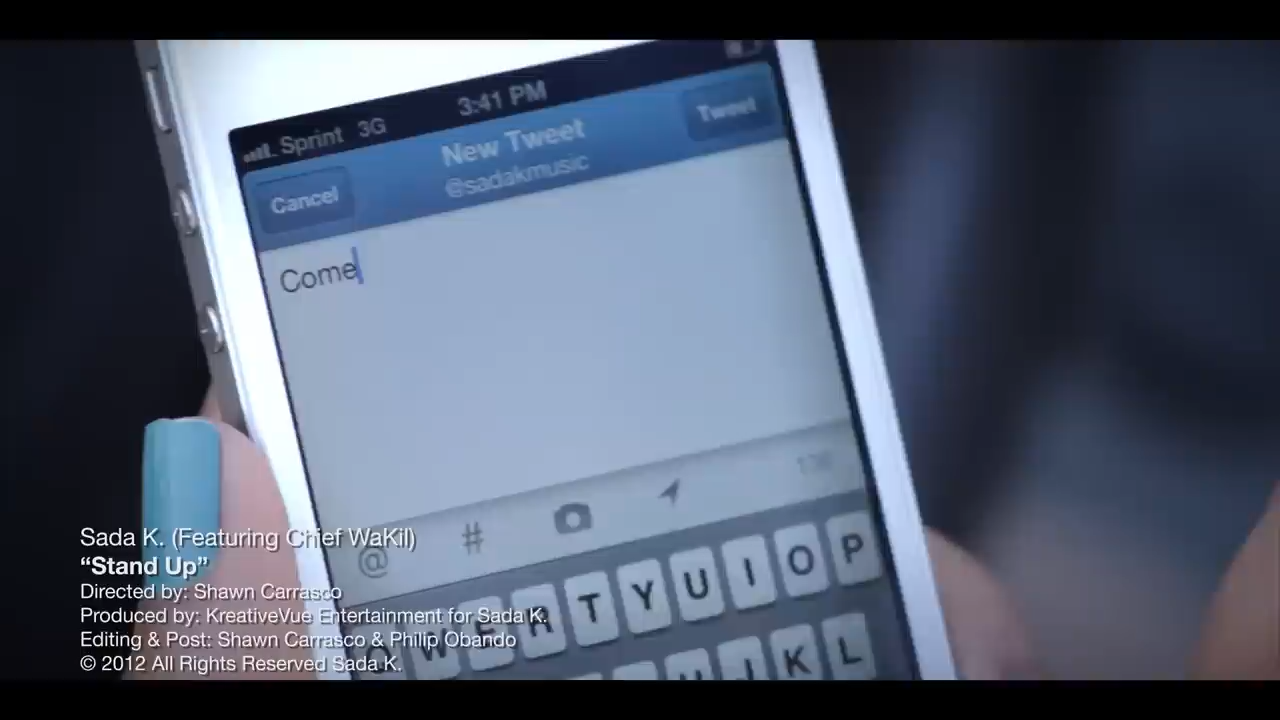 Sprint 3G 3:41 PM
Cancel New Tweet Tweet
@sadakmusic
Come
@ #
Q W E R T Y U I O P
J K L
Sada K. (Featuring Chief WaKil)
“Stand Up”
Directed by: Shawn Carrasco
Produced by: KreativeVue Entertainment for Sada K.
Editing & Post: Shawn Carrasco & Philip Obando
© 2012 All Rights Reserved Sada K.